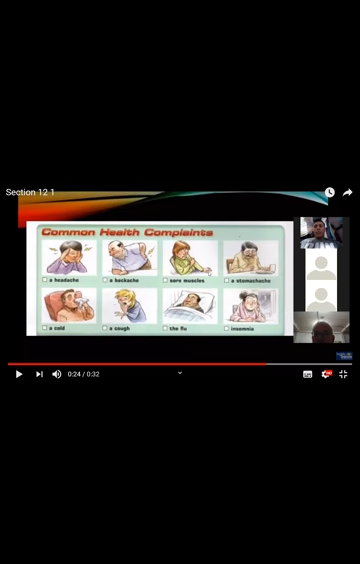 Section 12 1
Common Health Complaints
a headache
a backache
sore muscles
a stomachache
a cold
a cough
the flu
insomnia
0:24 / 0:32